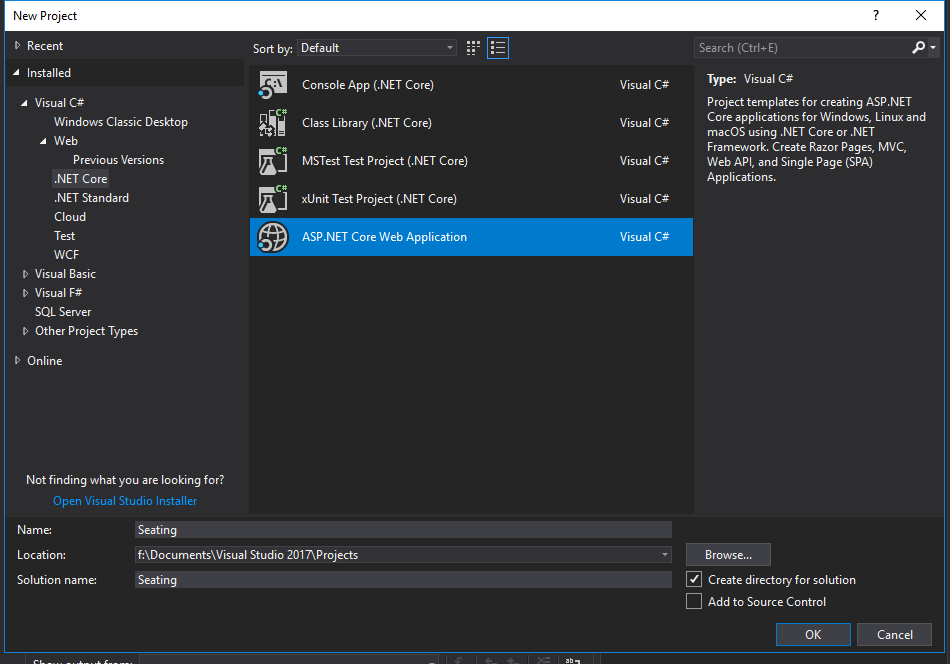 New Project
?
Recent
Installed
Visual C#
Windows Classic Desktop
Web
Previous Versions
.NET Core
.NET Standard
Cloud
Test
WCF
Visual Basic
Visual F#
SQL Server
Other Project Types
Online
Not finding what you are looking for?
Open Visual Studio Installer
Sort by: Default
Console App (.NET Core) Visual C#
Class Library (.NET Core) Visual C#
MSTest Test Project (.NET Core) Visual C#
xUnit Test Project (.NET Core) Visual C#
ASP.NET Core Web Application Visual C#
Search (Ctrl+E)
Type: Visual C#
Project templates for creating ASP.NET
Core applications for Windows, Linux and
macOS using .NET Core or .NET
Framework. Create Razor Pages, MVC,
Web API, and Single Page (SPA)
Applications.
Name: Seating
Location: f:\Documents\Visual Studio 2017\Projects Browse...
Solution name: Seating
Create directory for solution
Add to Source Control
OK Cancel
Show output from: